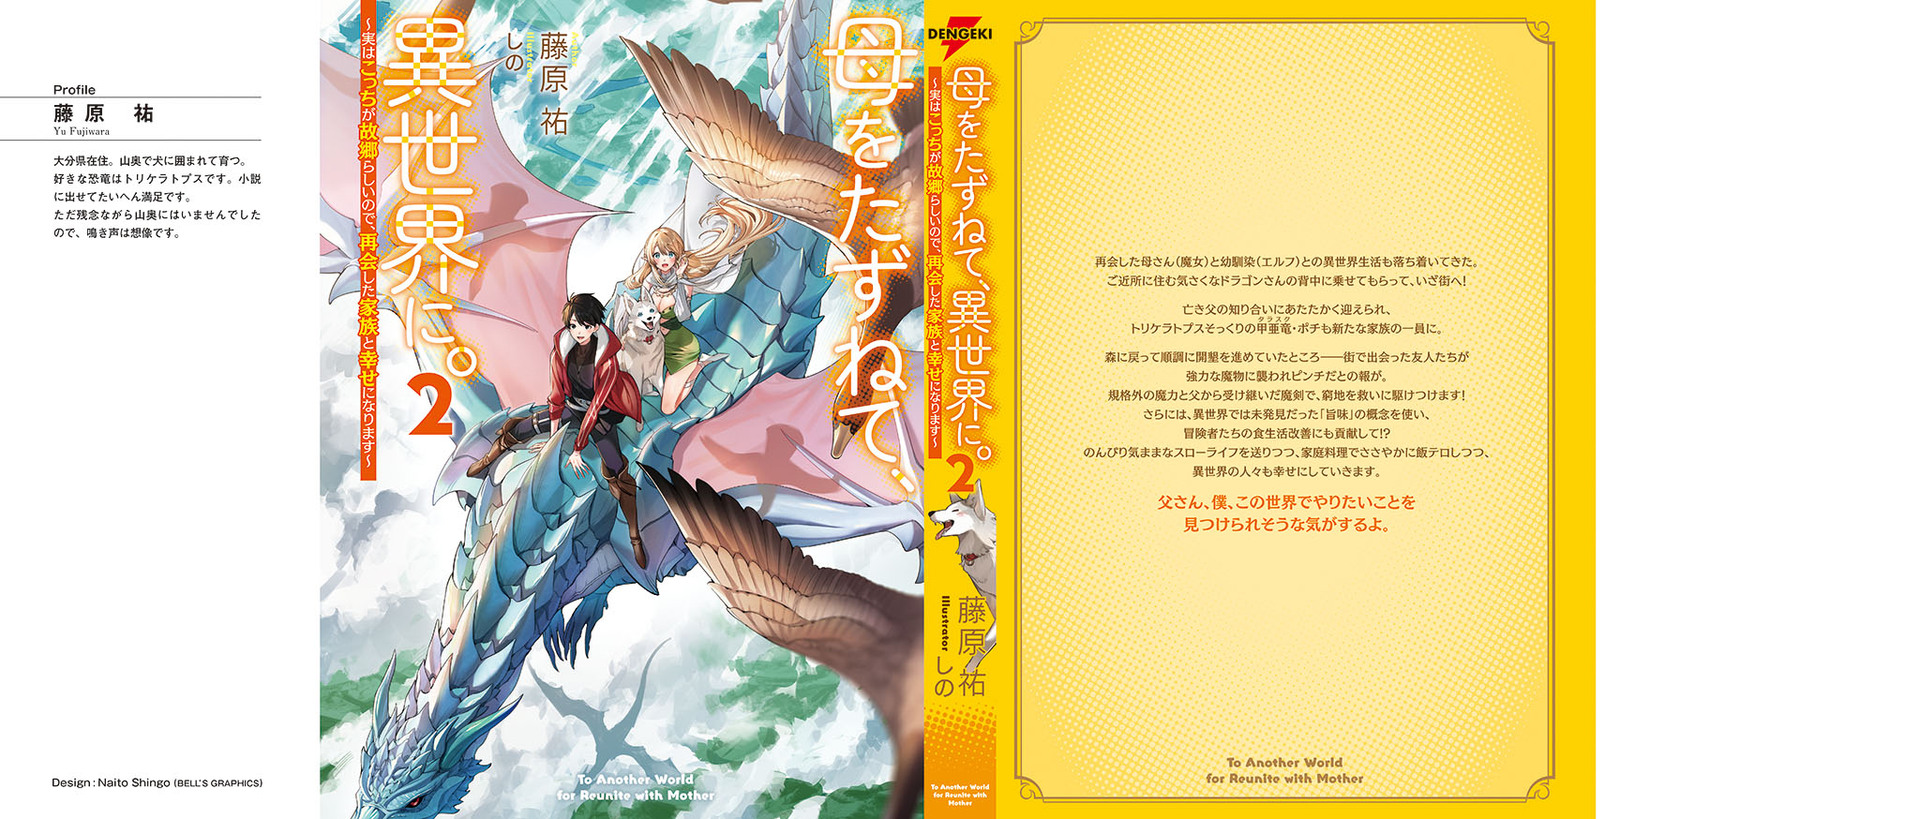 Profile
藤原 祐
Yu Fujiwara
大分県在住。山奥で犬に囲まれて育つ。
好きな恐竜はトリケラトプスです。小説
に出せてたいへん満足です。
ただ残念ながら山奥にはいませんでした
ので、鳴き声は想像です。
Design : Naito Shingo (BELL'S GRAPHICS)
母をたずねて、
異世界に。
2
～実はこっちが故郷らしいので、再会した家族と幸せになります～
藤原 祐
Illustrator
しの
To Another World
for Reunite with Mother
DENGEKI
母をたずねて、異世界に。
2
～実はこっちが故郷らしいので、再会した家族と幸せになります～
藤原 祐
Illustrator
しの
To Another World
for Reunite with
Mother
再会した母さん(魔女)と幼馴染(エルフ)との異世界生活も落ち着いてきた。
ご近所に住む気さくなドラゴンさんの背中に乗せてもらって、いざ街へ!
亡き父の知り合いにあたたかく迎えられ、
トリケラトプスそっくりの甲亜竜・ポチも新たな家族の一員に。
森に戻って順調に開墾を進めていたところ――街で出会った友人たちが
強力な魔物に襲われピンチだとの報が。
規格外の魔力と父から受け継いだ魔剣で、窮地を救いに駆けつけます!
さらには、異世界では未発見だった「旨味」の概念を使い、
冒険者たちの食生活改善にも貢献して!?
のんびり気ままなスローライフを送りつつ、家庭料理でささやかに飯テロしつつ、
異世界の人々も幸せにしていきます。
父さん、僕、この世界でやりたいことを
見つけられそうな気がするよ。
To Another World
for Reunite with Mother